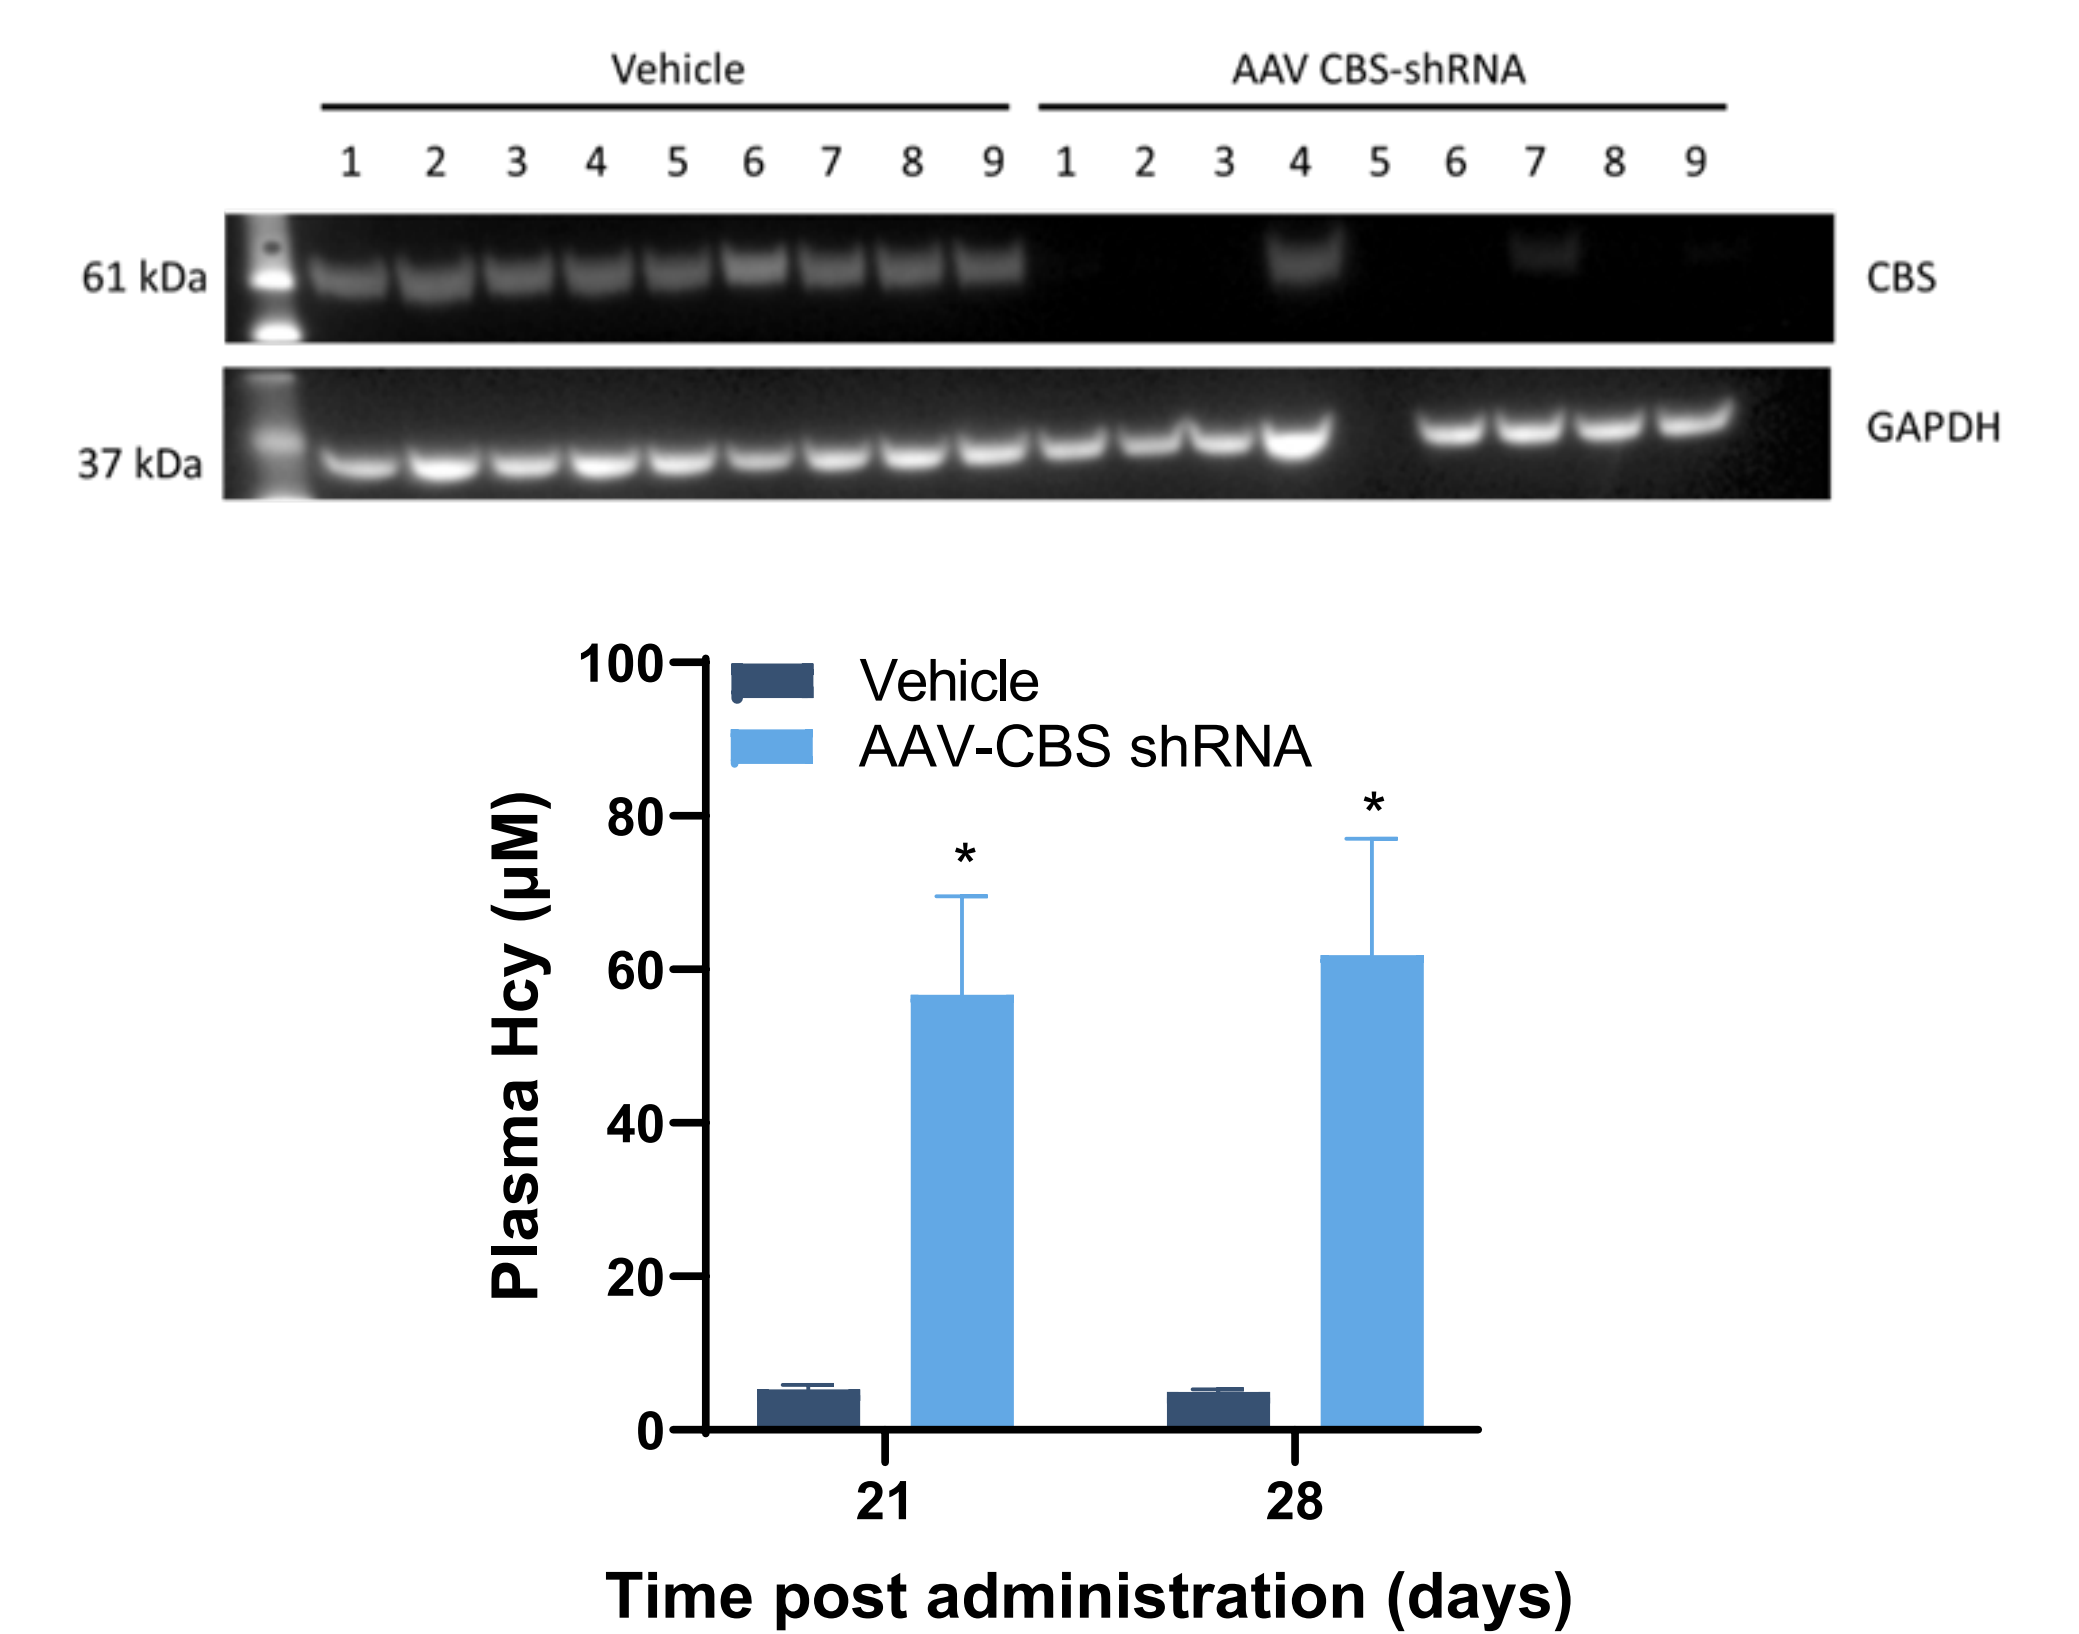 Vehicle AAV CBS-shRNA
1 2 3 4 5 6 7 8 9 1 2 3 4 5 6 7 8 9
61 kDa CBS
37 kDa GAPDH
100
80
60
40
20
0
Vehicle
AAV-CBS shRNA
*
*
Plasma Hcy (µM)
21 28
Time post administration (days)